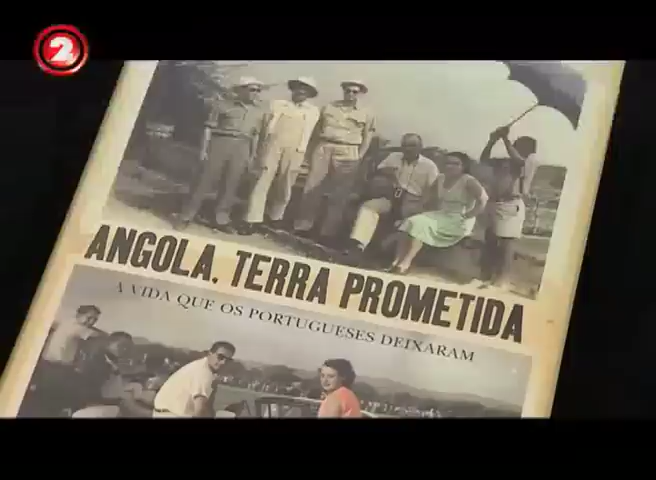 2
ANGOLA, TERRA PROMETIDA
A VIDA QUE OS PORTUGUESES DEIXARAM